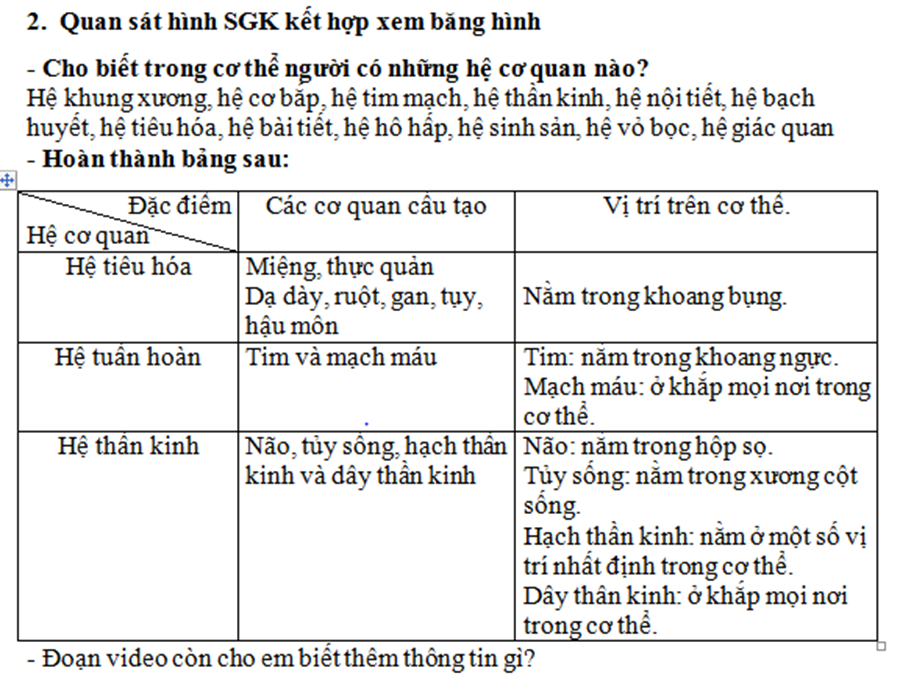 2. Quan sát hình SGK kết hợp xem băng hình
- Cho biết trong cơ thể người có những hệ cơ quan nào?
Hệ khung xương, hệ cơ bắp, hệ tim mạch, hệ thần kinh, hệ nội tiết, hệ bạch
huyết, hệ tiêu hóa, hệ bài tiết, hệ hô hấp, hệ sinh sản, hệ vỏ bọc, hệ giác quan
- Hoàn thành bảng sau:
Đặc điểm
Hệ cơ quan
Các cơ quan cấu tạo
Vị trí trên cơ thể.
Hệ tiêu hóa
Miệng, thực quản
Dạ dày, ruột, gan, tụy,
hậu môn
Nằm trong khoang bụng.
Hệ tuần hoàn
Tim và mạch máu
Tim: nằm trong khoang ngực.
Mạch máu: ở khắp mọi nơi trong
cơ thể.
Hệ thần kinh
Não, tủy sống, hạch thần
kinh và dây thần kinh
Não: nằm trong hộp sọ.
Tủy sống: nằm trong xương cột
sống.
Hạch thần kinh: nằm ở một số vị
trí nhất định trong cơ thể.
Dây thân kinh: ở khắp mọi nơi
trong cơ thể.
- Đoạn video còn cho em biết thêm thông tin gì?